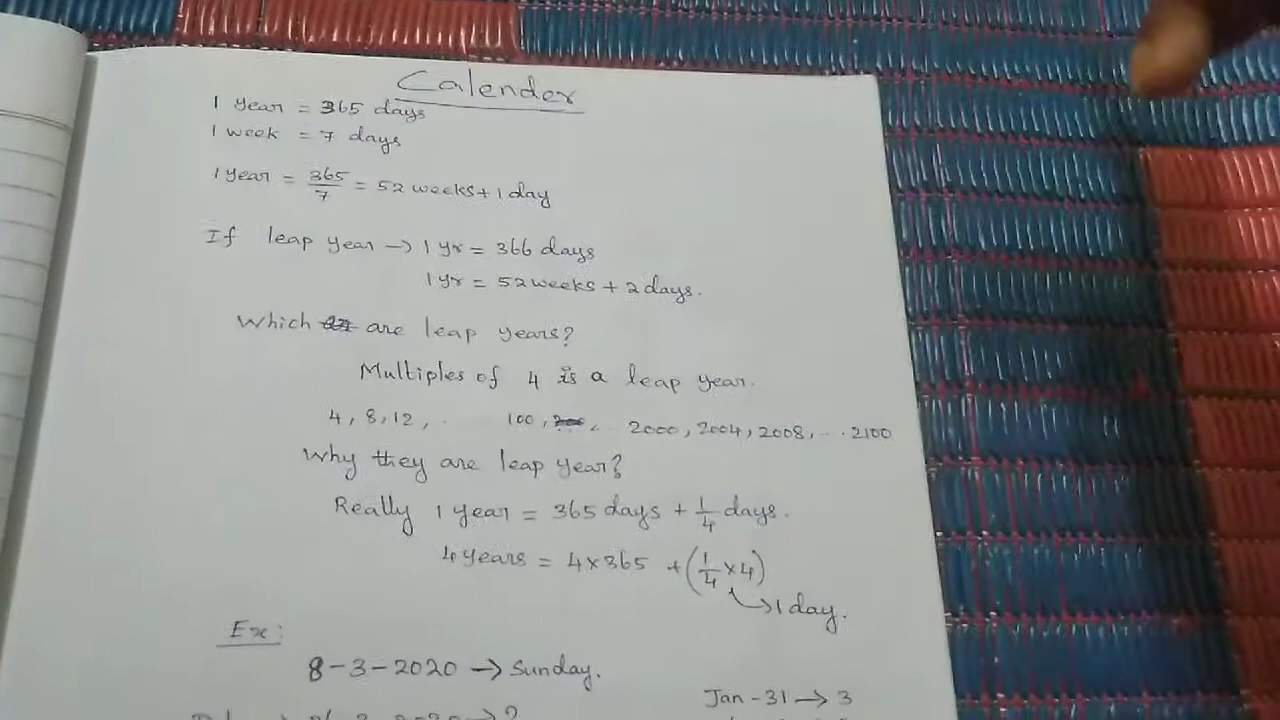 Calender
1 Year = 365 days
1 week = 7 days
1 year = 365/7 = 52 weeks + 1 day
If leap year → 1 yr = 366 days
1 yr = 52 weeks + 2 days.
Which are leap years?
Multiples of 4 is a leap year.
4, 8, 12, . 100, .. 2000, 2004, 2008, ... 2100
Why they are leap year?
Really 1 year = 365 days + 1/4 days.
4 years = 4 x 365 + (1/4 x 4)
→ 1 day.
Ex:
8-3-2020 → Sunday.
Jan - 31 → 3